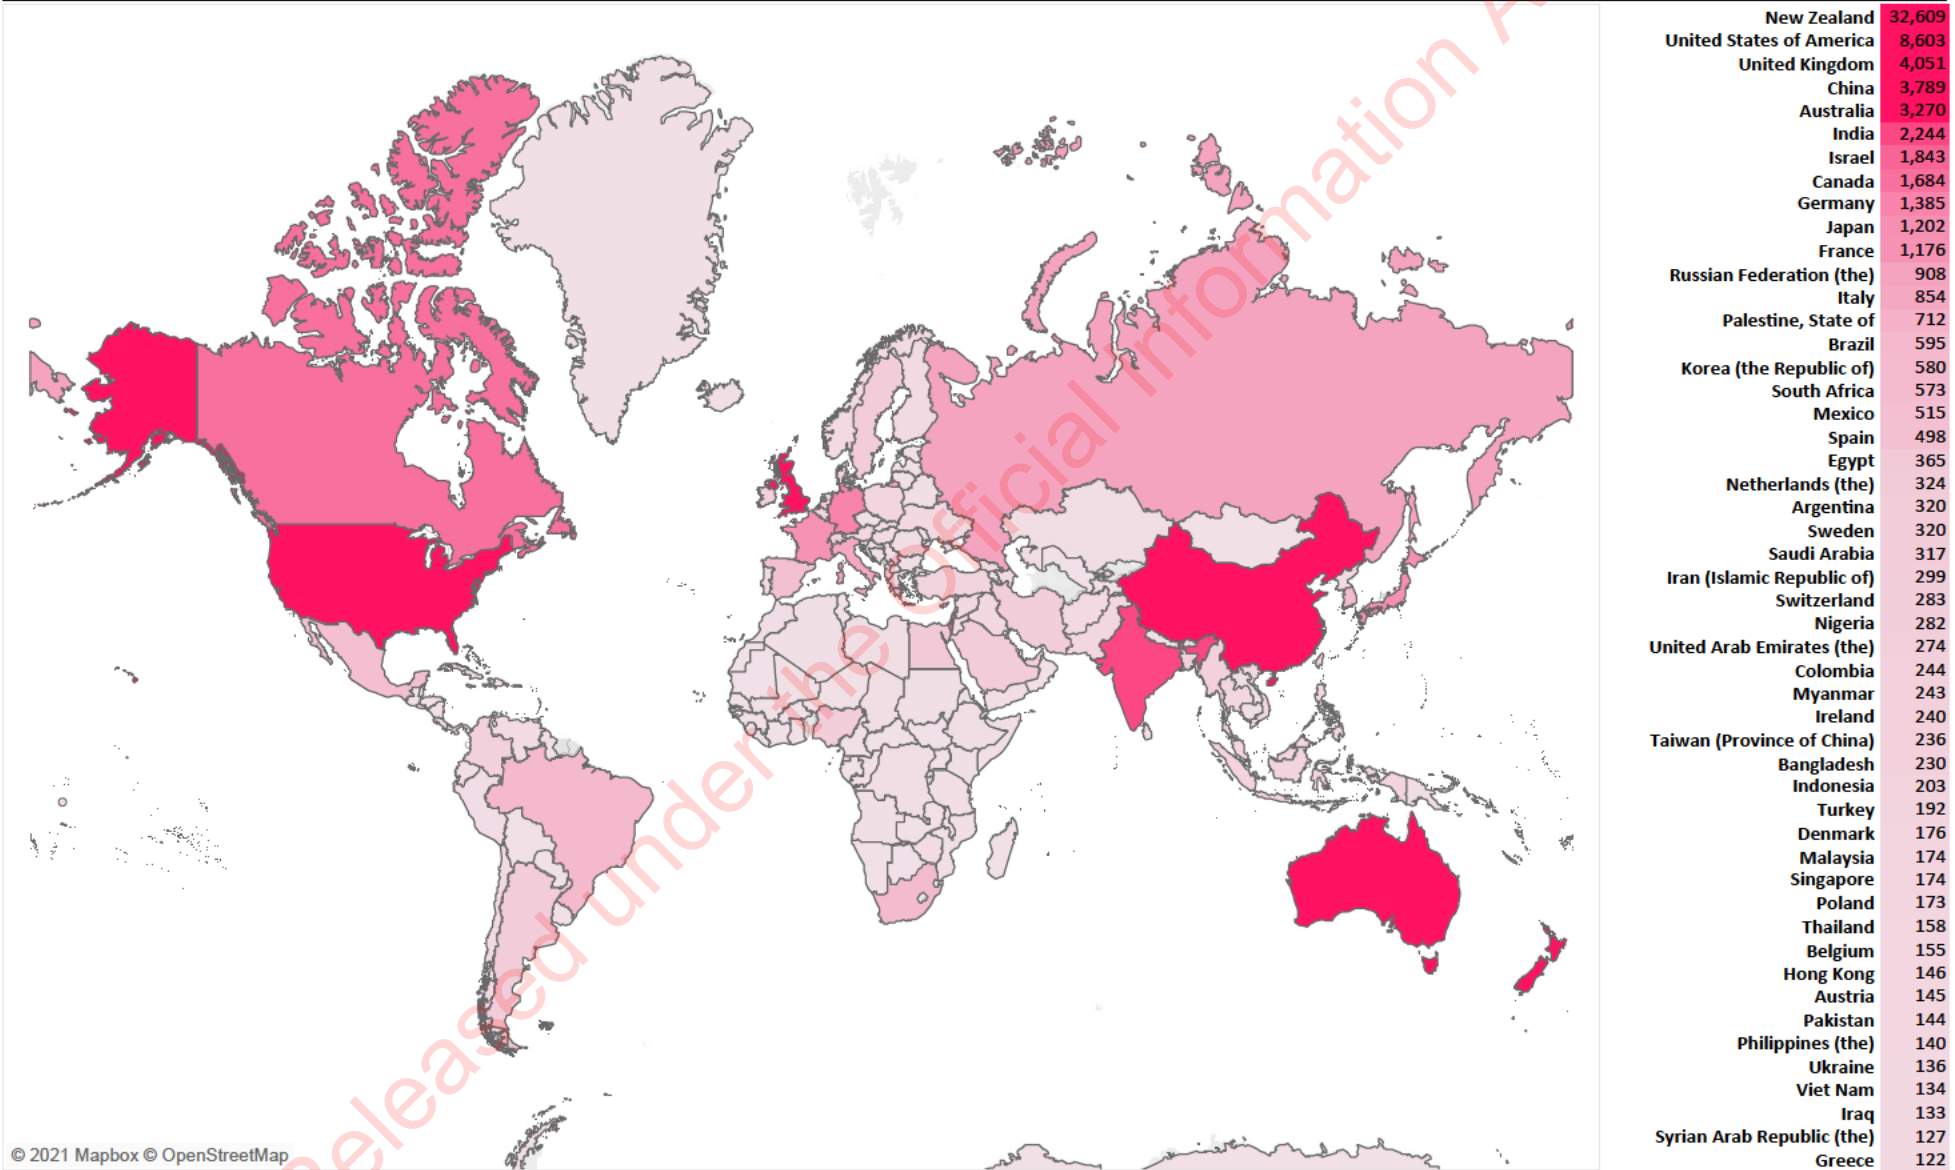 New Zealand 32,609
United States of America 8,603
United Kingdom 4,051
China 3,789
Australia 3,270
India 2,244
Israel 1,843
Canada 1,684
Germany 1,385
Japan 1,202
France 1,176
Russian Federation (the) 908
Italy 854
Palestine, State of 712
Brazil 595
Korea (the Republic of) 580
South Africa 573
Mexico 515
Spain 498
Egypt 365
Netherlands (the) 324
Argentina 320
Sweden 320
Saudi Arabia 317
Iran (Islamic Republic of) 299
Switzerland 283
Nigeria 282
United Arab Emirates (the) 274
Colombia 244
Myanmar 243
Ireland 240
Taiwan (Province of China) 236
Bangladesh 230
Indonesia 203
Turkey 192
Denmark 176
Malaysia 174
Singapore 174
Poland 173
Thailand 158
Belgium 155
Hong Kong 146
Austria 145
Pakistan 144
Philippines (the) 140
Ukraine 136
Viet Nam 134
Iraq 133
Syrian Arab Republic (the) 127
Greece 122
Released under the Official Information A
© 2021 Mapbox © OpenStreetMap